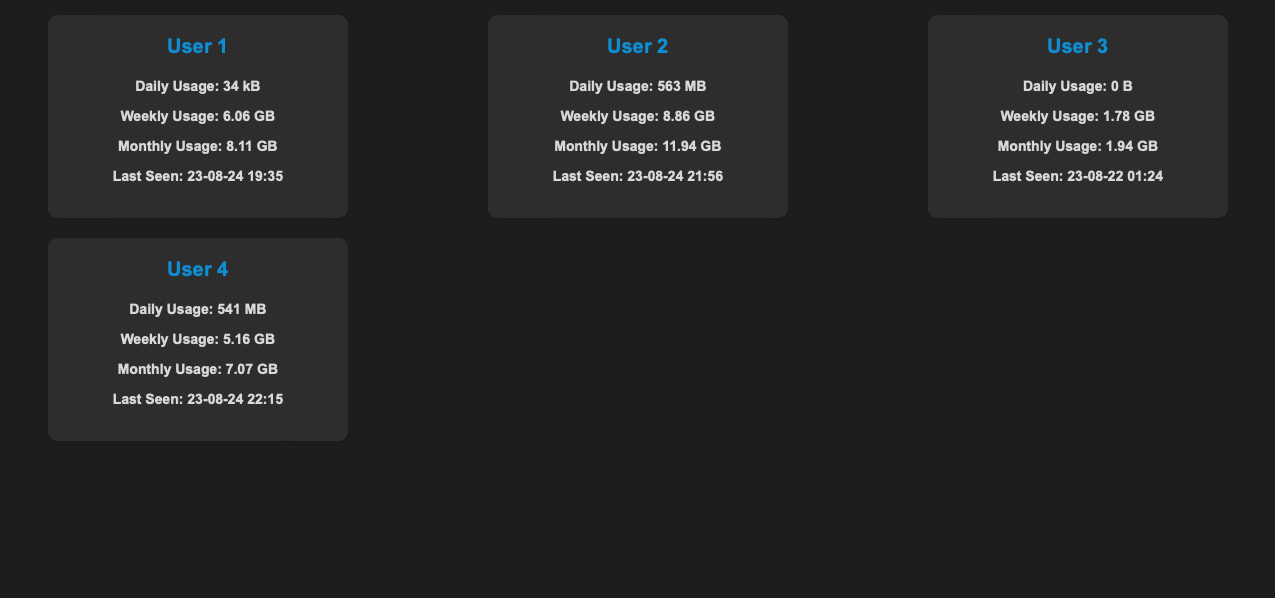 User 1
Daily Usage: 34 kB
Weekly Usage: 6.06 GB
Monthly Usage: 8.11 GB
Last Seen: 23-08-24 19:35
User 2
Daily Usage: 563 MB
Weekly Usage: 8.86 GB
Monthly Usage: 11.94 GB
Last Seen: 23-08-24 21:56
User 3
Daily Usage: 0 B
Weekly Usage: 1.78 GB
Monthly Usage: 1.94 GB
Last Seen: 23-08-22 01:24
User 4
Daily Usage: 541 MB
Weekly Usage: 5.16 GB
Monthly Usage: 7.07 GB
Last Seen: 23-08-24 22:15